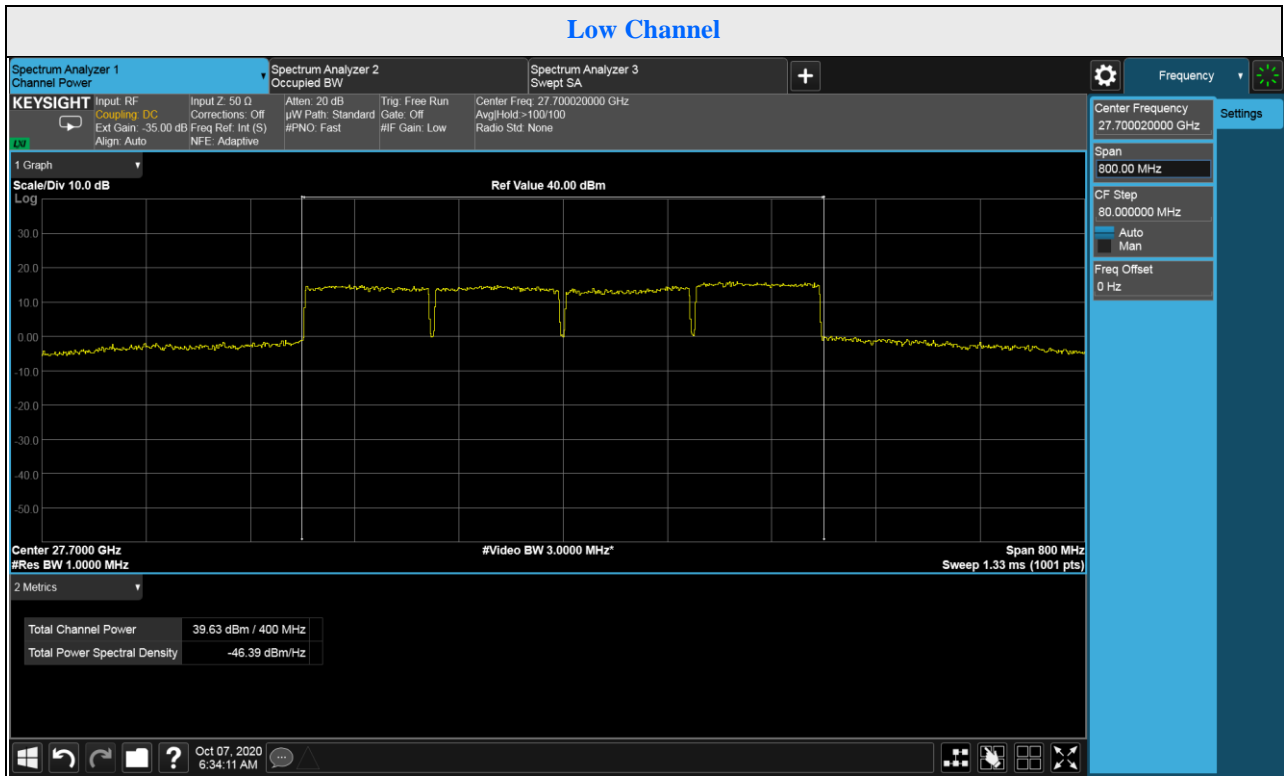 Low Channel
Spectrum Analyzer 1
Channel Power
Spectrum Analyzer 2
Occupied BW
Spectrum Analyzer 3
Swept SA
Frequency
KEYSIGHT
Input: RF
Coupling: DC
Ext Gain: -35.00 dB
Align: Auto
Input Z: 50 Ω
Corrections: Off
Freq Ref: Int (S)
NFE: Adaptive
Atten: 20 dB
µW Path: Standard
#PNO: Fast
Trig: Free Run
Gate: Off
#IF Gain: Low
Center Freq: 27.700020000 GHz
Avg|Hold:>100/100
Radio Std: None
LXI
1 Graph
Scale/Div 10.0 dB
Ref Value 40.00 dBm
Log
30.0
20.0
10.0
0.00
-10.0
-20.0
-30.0
-40.0
-50.0
Center 27.7000 GHz
#Video BW 3.0000 MHz*
Span 800 MHz
#Res BW 1.0000 MHz
Sweep 1.33 ms (1001 pts)
2 Metrics
Total Channel Power 39.63 dBm / 400 MHz
Total Power Spectral Density -46.39 dBm/Hz
Center Frequency
27.700020000 GHz
Settings
Span
800.00 MHz
CF Step
80.000000 MHz
Auto
Man
Freq Offset
0 Hz
?
Oct 07, 2020
6:34:11 AM